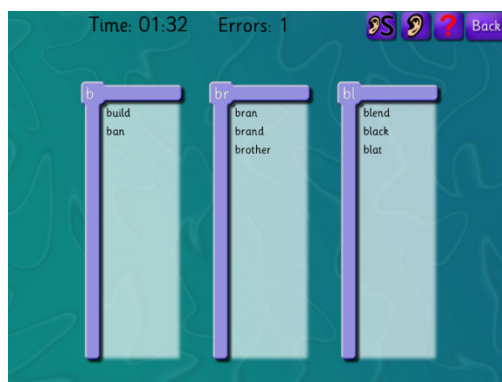 Time: 01:32 Errors: 1 S ? Back
b
build
ban
br
bran
brand
brother
bl
blend
black
blat